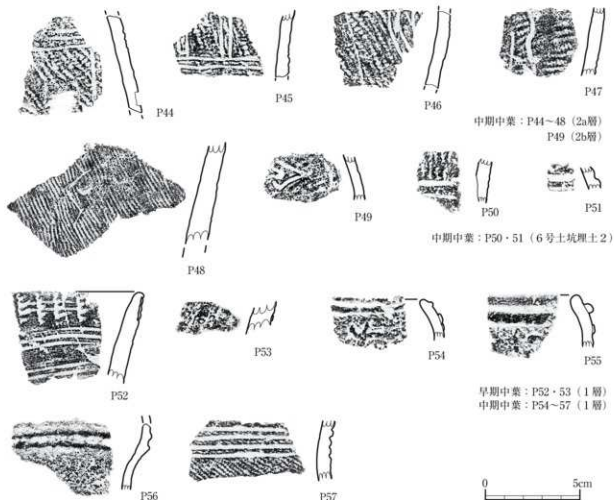 P44
P45
P46
P47
中期中葉：P44～48（2a層）
P49（2b層）
P48
P49
P50
P51
中期中葉：P50・51（6号土坑埋土2）
P52
P53
P54
P55
早期中葉：P52・53（1層）
中期中葉：P54～57（1層）
P56
P57
0 5cm